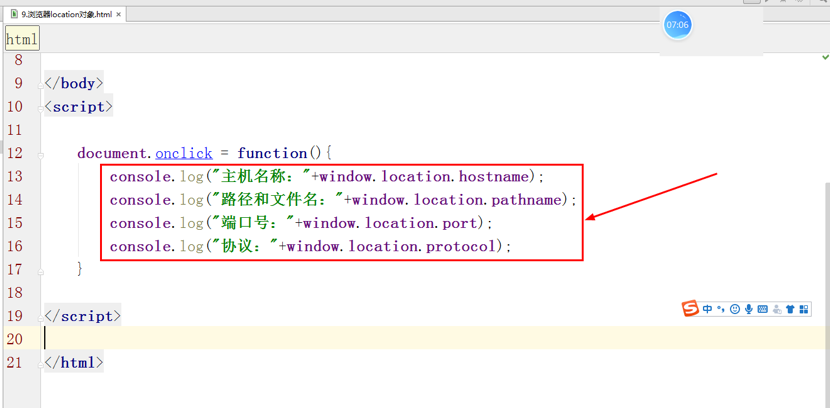 9.浏览器location对象.html ×
07:06
html
8
9 </body>
10 <script>
11
12 document.onclick = function(){
13 console.log("主机名称："+window.location.hostname);
14 console.log("路径和文件名："+window.location.pathname);
15 console.log("端口号："+window.location.port);
16 console.log("协议："+window.location.protocol);
17 }
18
19 </script>
S 中
20
21 </html>